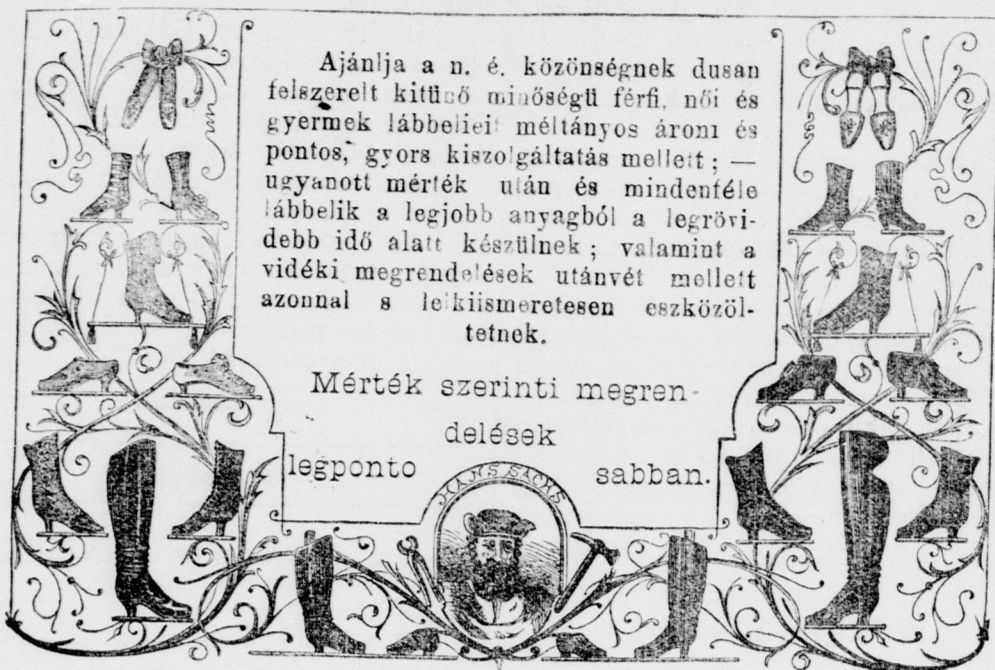 Ajánlja a n. é. közönségnek dusan
felszerelt kitünő minőségü férfi, női és
gyermek lábbelieit méltányos ároni és
pontos, gyors kiszolgáltatás mellett; —
ugyanott mérték után és mindenféle
lábbelik a legjobb anyagból a legrövi-
debb idő alatt készülnek; valamint a
vidéki megrendelések utánvét mellett
azonnal s lelkiismeretesen eszközöl-
tetnek.
Mérték szerinti megren-
delések
legponto sabban.
HANS SACHS